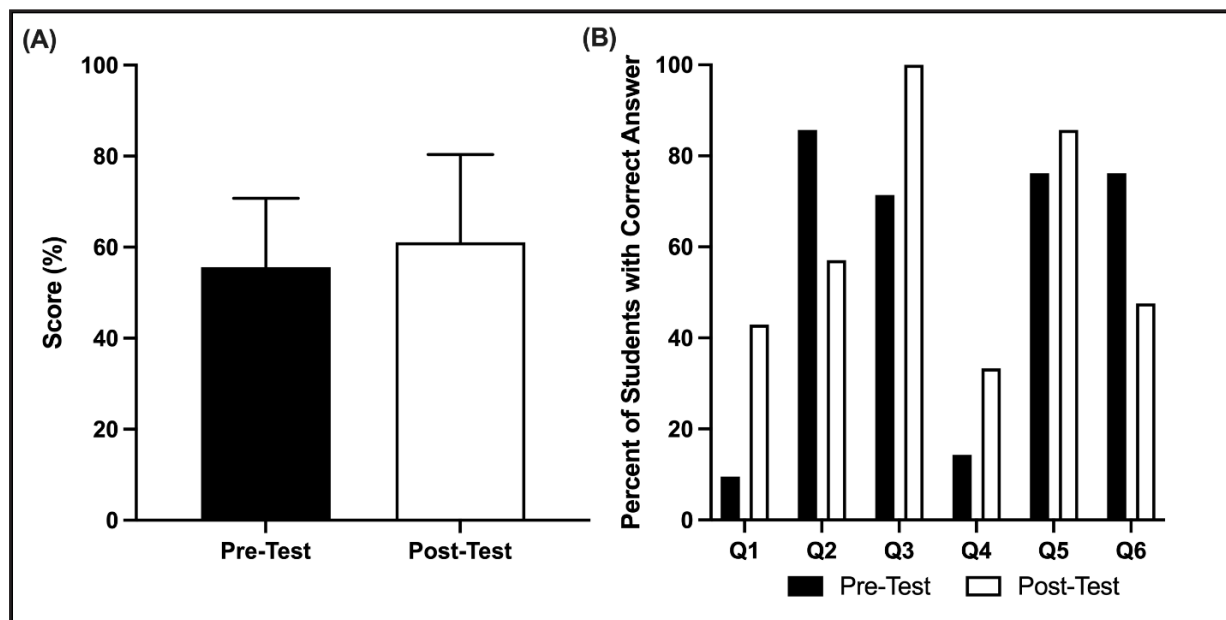 (A)
Score (%)
100
80
60
40
20
0
Pre-Test Post-Test
(B)
Percent of Students with Correct Answer
100
80
60
40
20
0
Q1 Q2 Q3 Q4 Q5 Q6
Pre-Test Post-Test